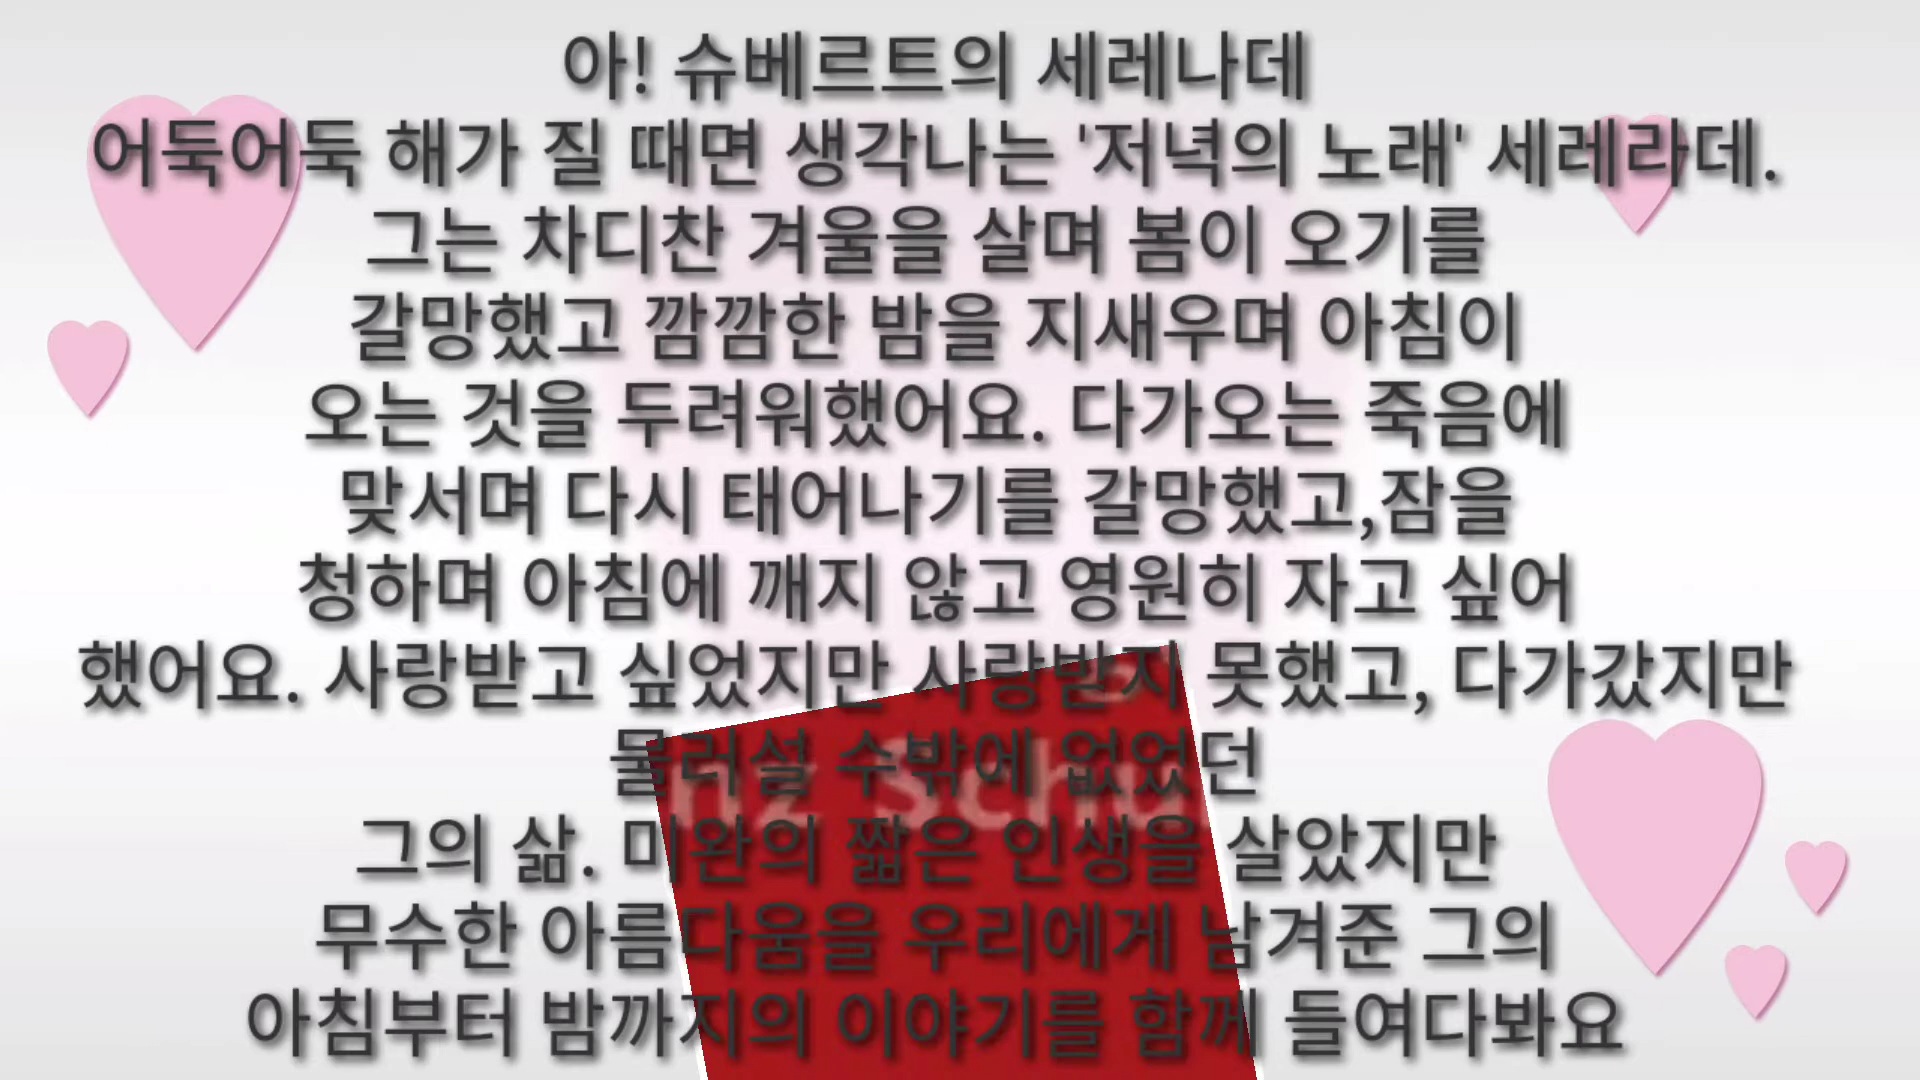 아! 슈베르트의 세레나데
어둑어둑 해가 질 때면 생각나는 '저녁의 노래' 세레라데.
그는 차디찬 겨울을 살며 봄이 오기를
갈망했고 깜깜한 밤을 지새우며 아침이
오는 것을 두려워했어요. 다가오는 죽음에
맞서며 다시 태어나기를 갈망했고,잠을
청하며 아침에 깨지 않고 영원히 자고 싶어
했어요. 사랑받고 싶었지만 사랑받지 못했고, 다가갔지만
물러설 수밖에 없었던
그의 삶. 미완의 짧은 인생을 살았지만
무수한 아름다움을 우리에게 남겨준 그의
아침부터 밤까지의 이야기를 함께 들여다봐요
nz Schu